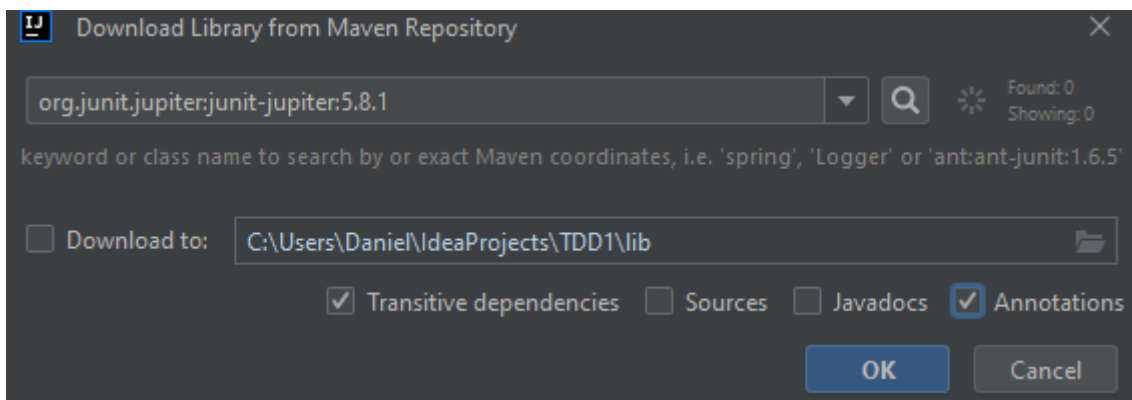 IJ Download Library from Maven Repository
org.junit.jupiter:junit-jupiter:5.8.1
Found: 0
Showing: 0
keyword or class name to search by or exact Maven coordinates, i.e. 'spring', 'Logger' or 'ant:ant-junit:1.6.5'
Download to: C:\Users\Daniel\IdeaProjects\TDD1\lib
Transitive dependencies Sources Javadocs Annotations
OK Cancel